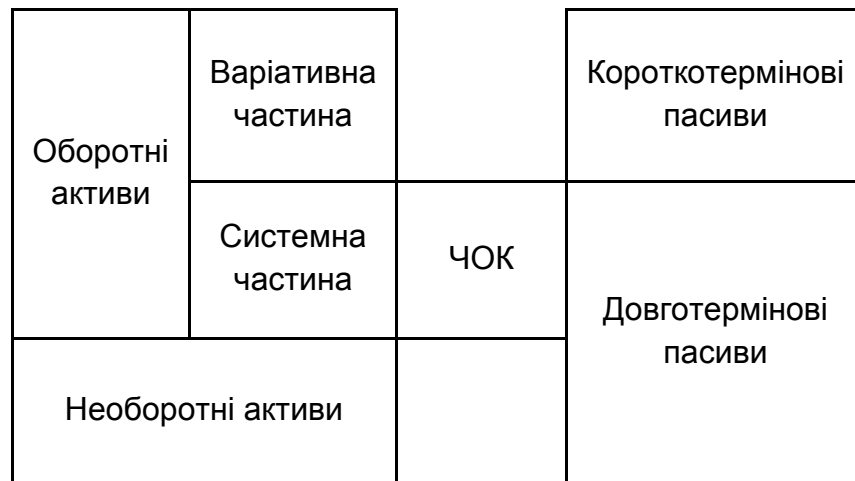 Варіативна
частина
Короткотермінові
пасиви
Оборотні
активи
Системна
частина
ЧОК
Довготермінові
пасиви
Необоротні активи